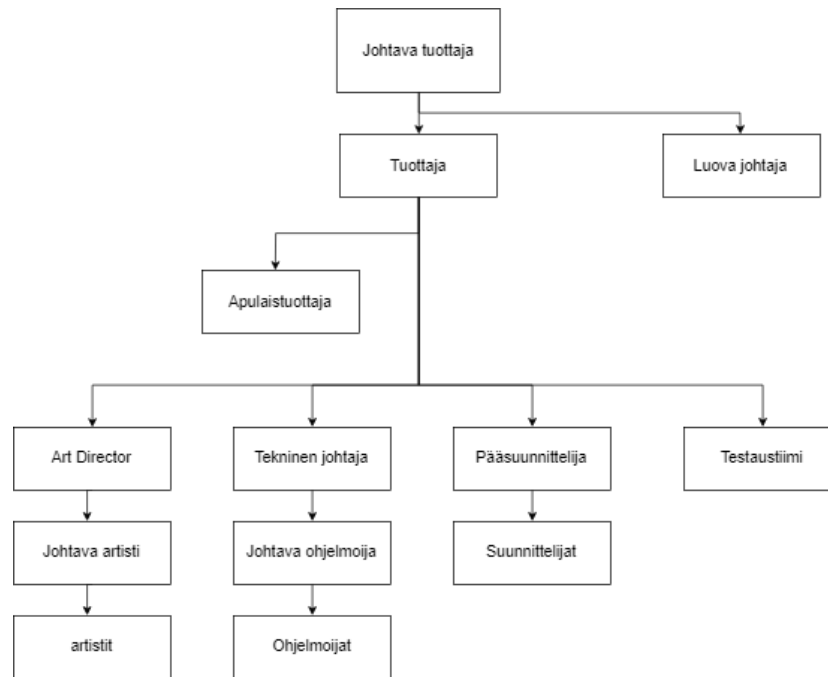 Johtava tuottaja
Tuottaja
Luova johtaja
Apulaistuottaja
Art Director
Tekninen johtaja
Pääsuunnittelija
Testaustiimi
Johtava artisti
Johtava ohjelmoija
Suunnittelijat
artistit
Ohjelmoijat